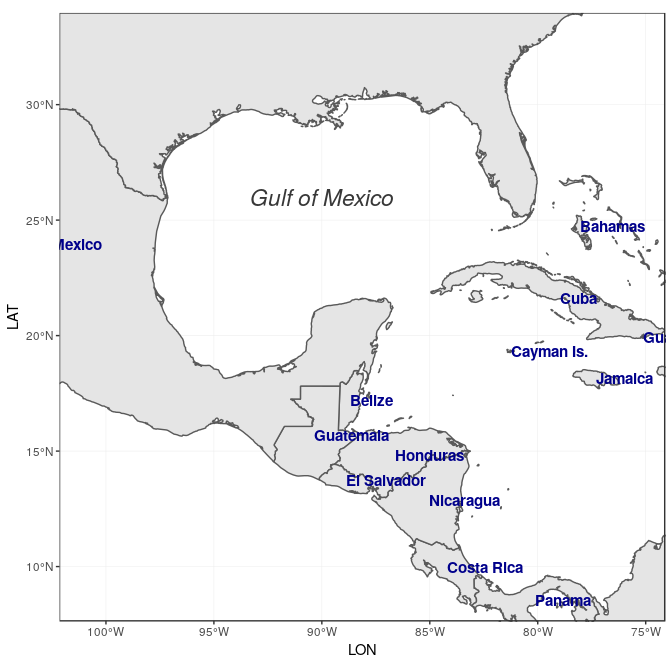 30°N
Gulf of Mexico
25°N
Bahamas
Mexico
Cuba
20°N
Gua
Cayman Is.
Jamaica
Belize
Guatemala
15°N
Honduras
El Salvador
Nicaragua
10°N
Costa Rica
Panama
LAT
100°W 95°W 90°W 85°W 80°W 75°W
LON